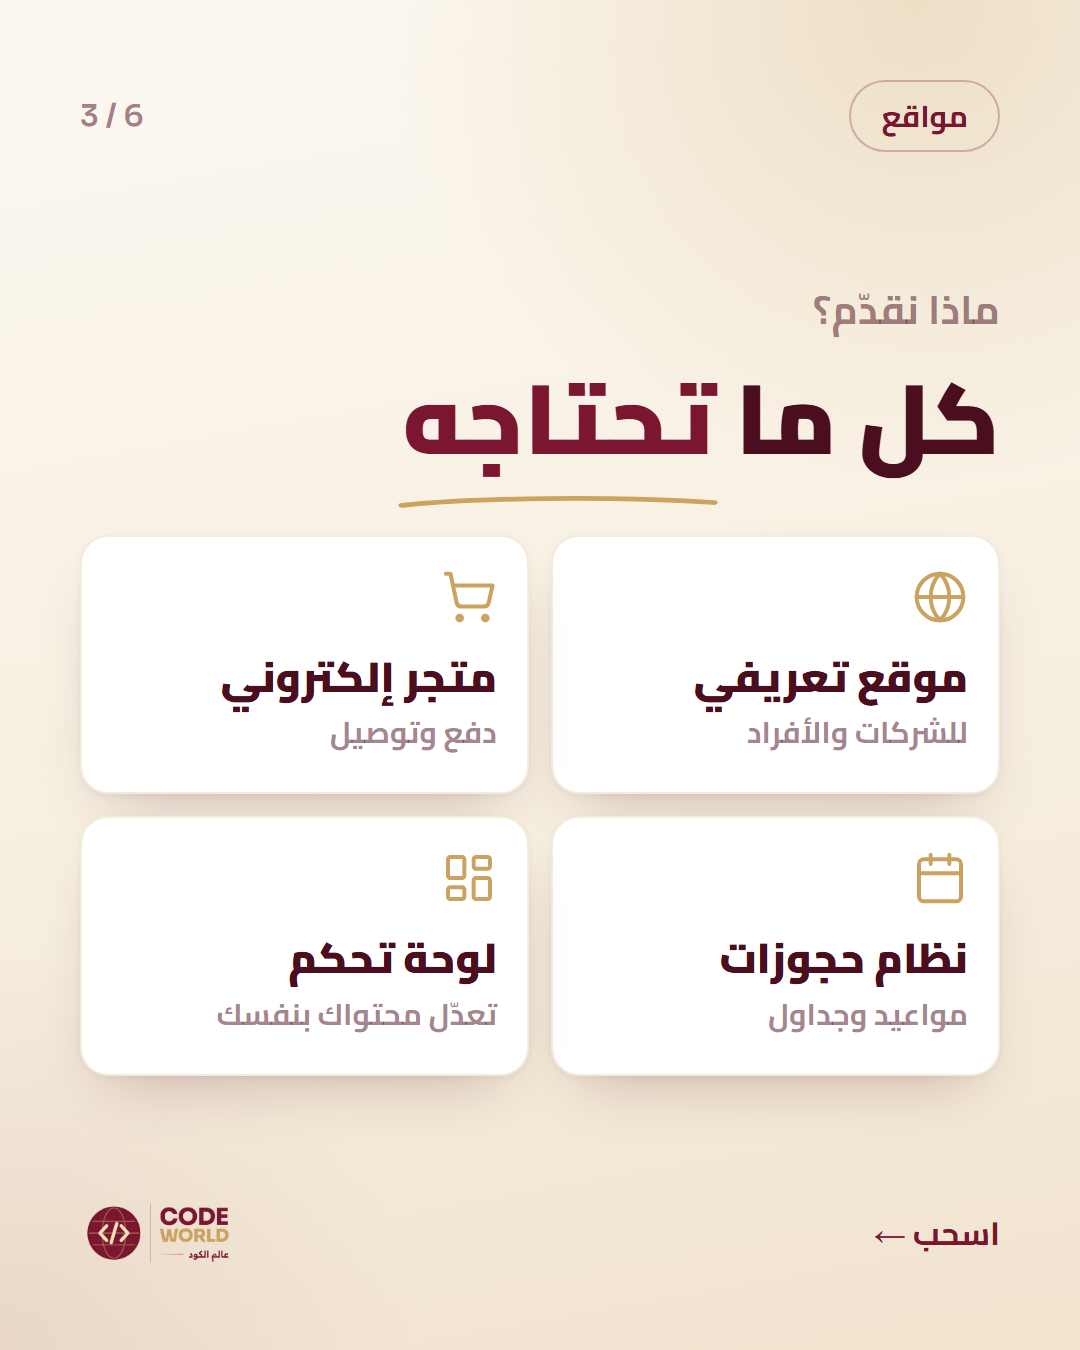 مواقع
3 / 6
ماذا نقدّم؟
كل ما تحتاجه
موقع تعريفي
للشركات والأفراد
متجر إلكتروني
دفع وتوصيل
نظام حجوزات
مواعيد وجداول
لوحة تحكم
تعدّل محتواك بنفسك
اسحب ←
CODE
WORLD
عالم الكود